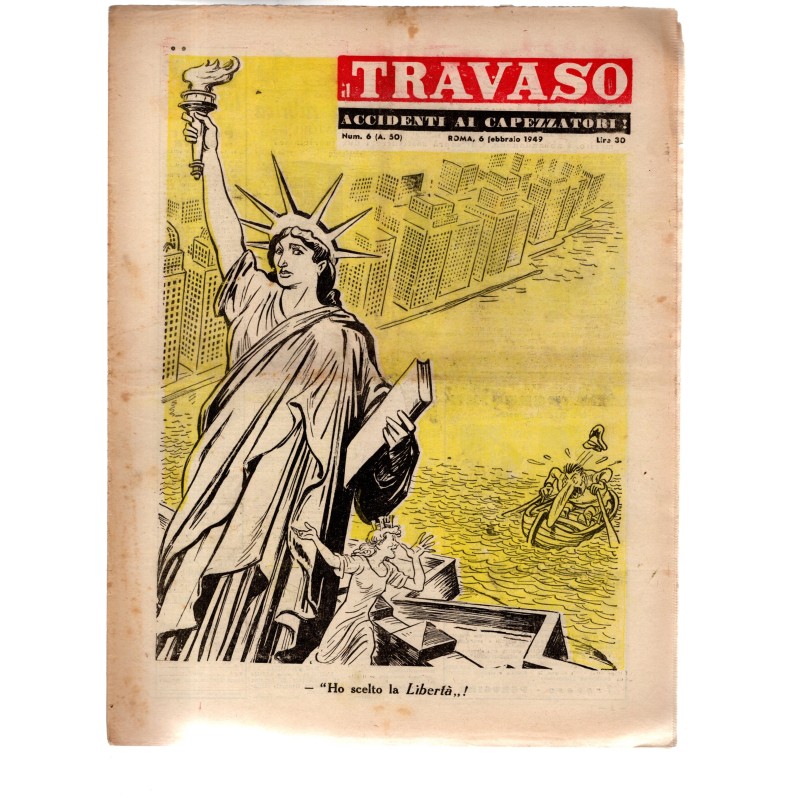 il TRAVASO
ACCIDENTI AI CAPEZZATORI!
Num. 6 (A. 50) ROMA, 6 febbraio 1949 Lire 30
— "Ho scelto la Libertà„!